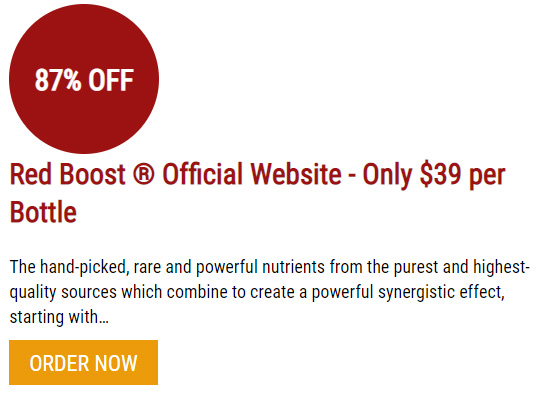 87% OFF
Red Boost ® Official Website - Only $39 per
Bottle
The hand-picked, rare and powerful nutrients from the purest and highest-
quality sources which combine to create a powerful synergistic effect,
starting with…
ORDER NOW